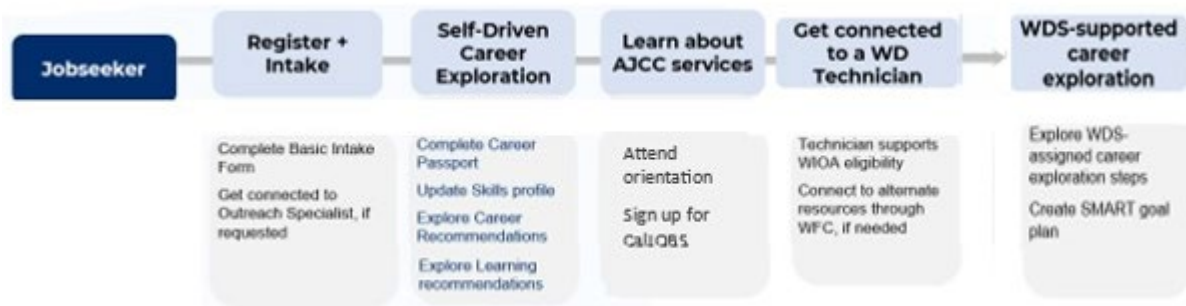 Jobseeker
Register +
Intake
Self-Driven
Career
Exploration
Learn about
AJCC services
Get connected
to a WD
Technician
WDS-supported
career
exploration
Complete Basic Intake
Form
Get connected to
Outreach Specialist, if
requested
Complete Career
Passport
Update Skills profile
Explore Career
Recommendations
Explore Learning
recommendations
Attend
orientation
Sign up for
Technician supports
WIOA eligibility
Connect to alternate
resources through
WFC, if needed
Explore WDS-
assigned career
exploration steps
Create SMART goal
plan